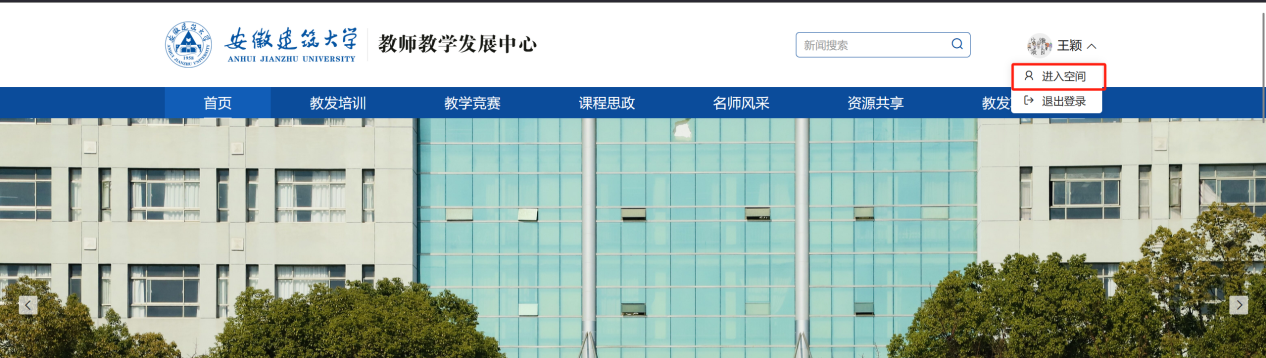 安徽建筑大学
ANHUI JIANZHU UNIVERSITY
1958
教师教学发展中心
新闻搜索
王颖
进入空间
退出登录
首页
教发培训
教学竞赛
课程思政
名师风采
资源共享
教发